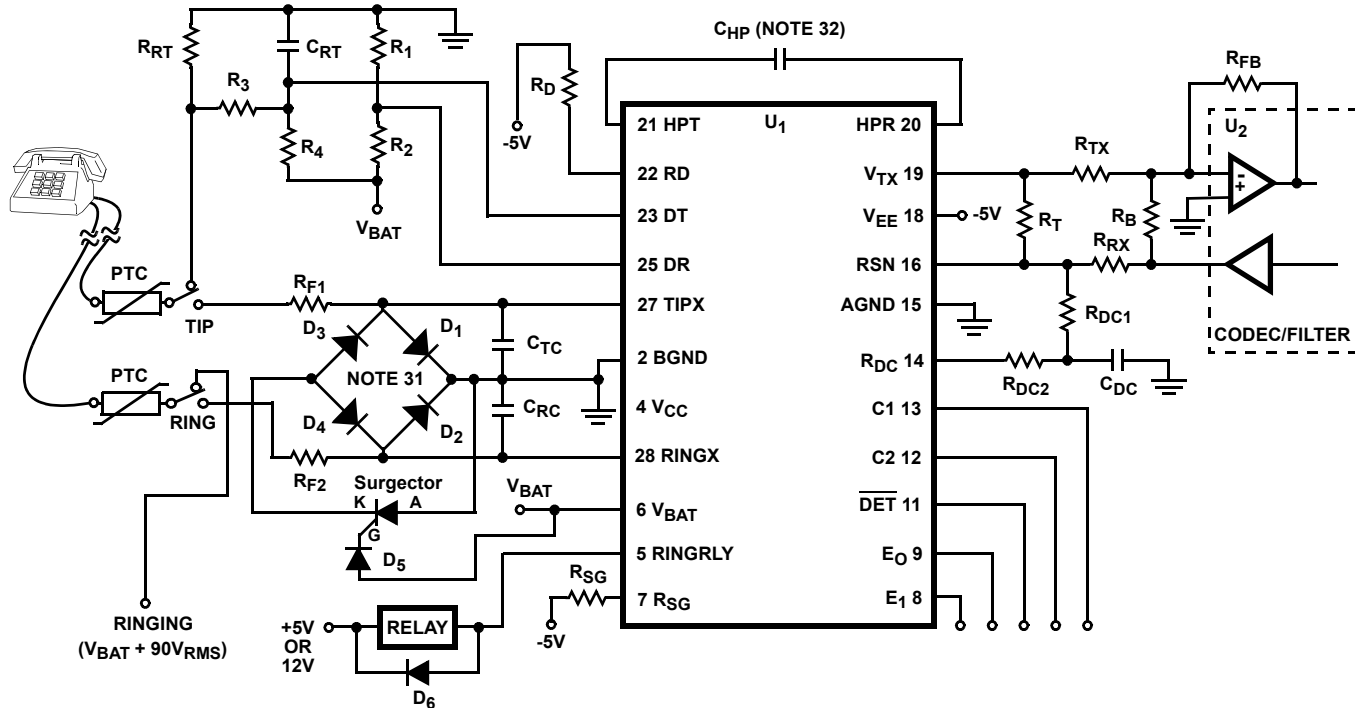 C_HP (NOTE 32)
R_RT
C_RT
R_1
R_3
R_4
R_2
V_BAT
R_D
-5V
21 HPT
U_1
HPR 20
22 RD
V_TX 19
23 DT
V_EE 18
-5V
25 DR
RSN 16
27 TIPX
AGND 15
2 BGND
R_DC 14
4 V_CC
C1 13
28 RINGX
C2 12
6 V_BAT
DET 11
5 RINGRLY
E_O 9
7 R_SG
E_1 8
R_FB
U_2
R_TX
-
+
R_T
R_B
R_RX
R_DC1
CODEC/FILTER
R_DC2
C_DC
PTC
TIP
R_F1
D_3
D_1
C_TC
NOTE 31
PTC
RING
D_4
D_2
C_RC
R_F2
Surgector
K
A
G
V_BAT
D_5
R_SG
-5V
RINGING
(V_BAT + 90V_RMS)
+5V
OR
12V
RELAY
D_6